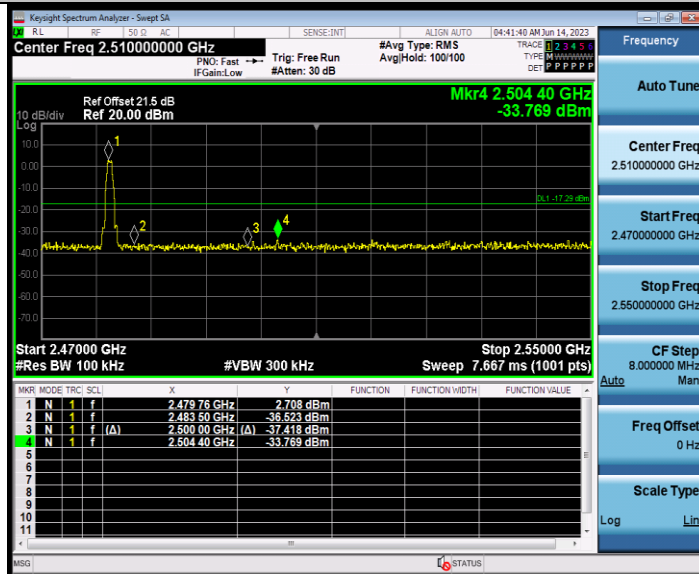 Keysight Spectrum Analyzer - Swept SA
RL RF 50 Ω AC SENSE:INT ALIGN AUTO 04:41:40 AM Jun 14, 2023
Center Freq 2.510000000 GHz #Avg Type: RMS TRACE 1 2 3 4 5 6
PNO: Fast Trig: Free Run Avg|Hold: 100/100 TYPE M WWWWW
IFGain:Low #Atten: 30 dB DET P P P P P P
Mkr4 2.504 40 GHz
-33.769 dBm
Ref Offset 21.5 dB
10 dB/div Ref 20.00 dBm
Log
10.0
0.00
-10.0
-20.0
-30.0
-40.0
-50.0
-60.0
-70.0
1
2
3
4
DL1 -17.29 dBm
Start 2.47000 GHz Stop 2.55000 GHz
#Res BW 100 kHz #VBW 300 kHz Sweep 7.667 ms (1001 pts)
MKR MODE TRC SCL X Y FUNCTION FUNCTION WIDTH FUNCTION VALUE
1 N 1 f 2.479 76 GHz 2.708 dBm
2 N 1 f 2.483 50 GHz -36.523 dBm
3 N 1 f (Δ) 2.500 00 GHz (Δ) -37.418 dBm
4 N 1 f 2.504 40 GHz -33.769 dBm
5
6
7
8
9
10
11
MSG STATUS
Frequency
Auto Tune
Center Freq
2.510000000 GHz
Start Freq
2.470000000 GHz
Stop Freq
2.550000000 GHz
CF Step
8.000000 MHz
Auto Man
Freq Offset
0 Hz
Scale Type
Log Lin